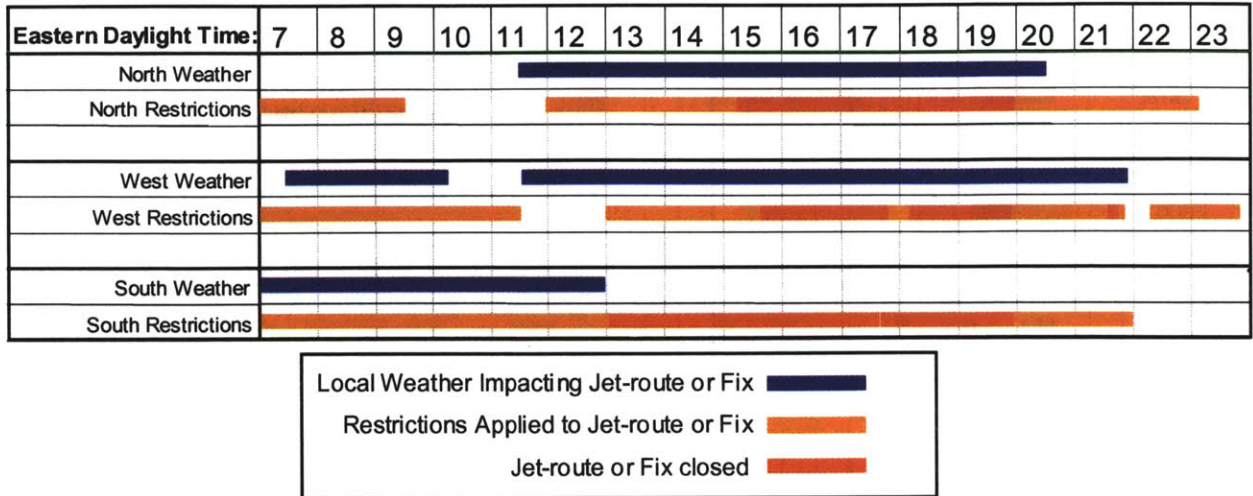 Eastern Daylight Time: 7 8 9 10 11 12 13 14 15 16 17 18 19 20 21 22 23
North Weather
North Restrictions
West Weather
West Restrictions
South Weather
South Restrictions
Local Weather Impacting Jet-route or Fix
Restrictions Applied to Jet-route or Fix
Jet-route or Fix closed